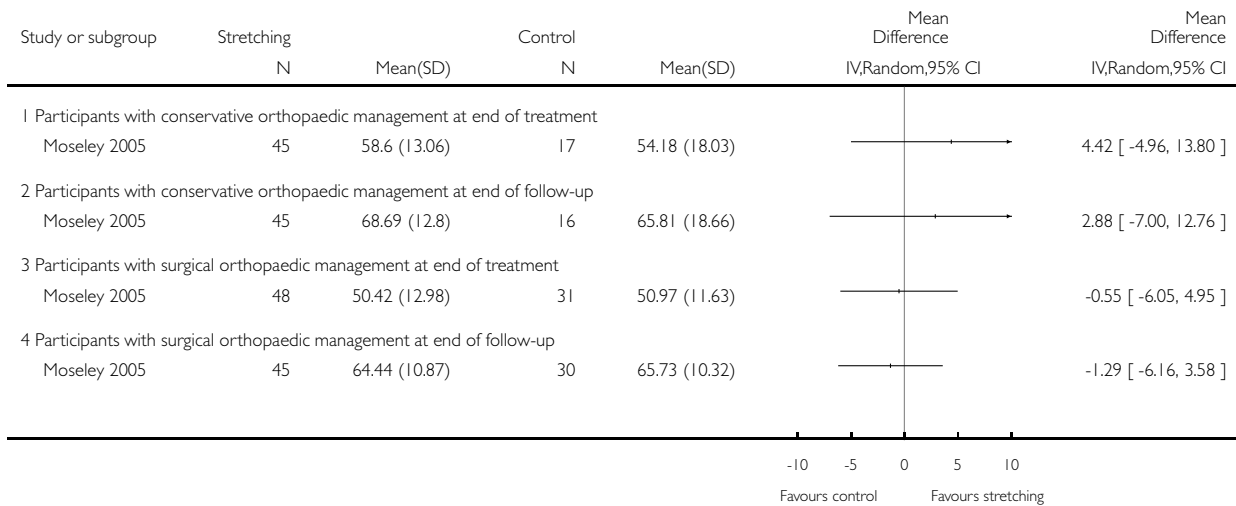 Mean Mean
Study or subgroup Stretching Control Difference Difference
N Mean(SD) N Mean(SD) IV,Random,95% CI IV,Random,95% CI
1 Participants with conservative orthopaedic management at end of treatment
Moseley 2005 45 58.6 (13.06) 17 54.18 (18.03) 4.42 [ -4.96, 13.80 ]
2 Participants with conservative orthopaedic management at end of follow-up
Moseley 2005 45 68.69 (12.8) 16 65.81 (18.66) 2.88 [ -7.00, 12.76 ]
3 Participants with surgical orthopaedic management at end of treatment
Moseley 2005 48 50.42 (12.98) 31 50.97 (11.63) -0.55 [ -6.05, 4.95 ]
4 Participants with surgical orthopaedic management at end of follow-up
Moseley 2005 45 64.44 (10.87) 30 65.73 (10.32) -1.29 [ -6.16, 3.58 ]
-10 -5 0 5 10
Favours control Favours stretching